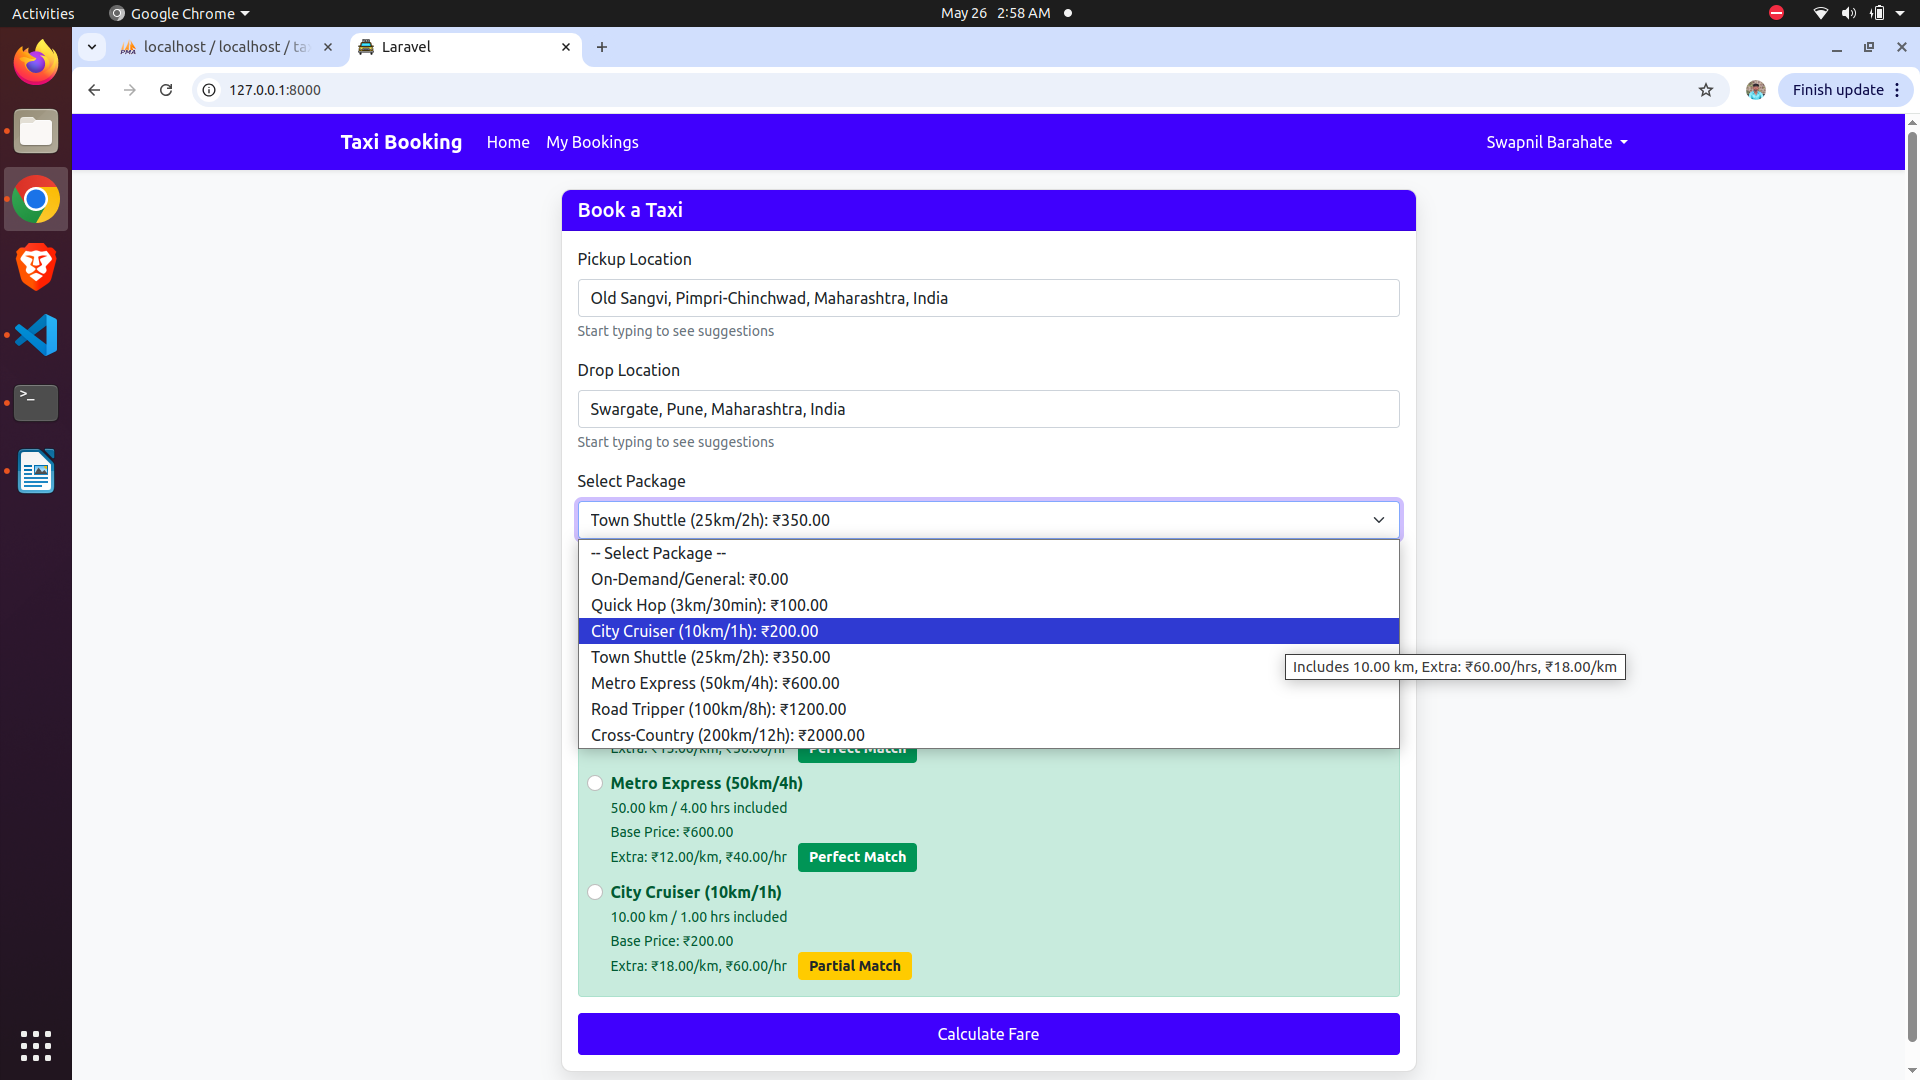 Activities
Google Chrome
May 26 2:58 AM
localhost / localhost / ta
Laravel
127.0.0.1:8000
Finish update
Taxi Booking
Home
My Bookings
Swapnil Barahate
Book a Taxi
Pickup Location
Old Sangvi, Pimpri-Chinchwad, Maharashtra, India
Start typing to see suggestions
Drop Location
Swargate, Pune, Maharashtra, India
Start typing to see suggestions
Select Package
Town Shuttle (25km/2h): ₹350.00
-- Select Package --
On-Demand/General: ₹0.00
Quick Hop (3km/30min): ₹100.00
City Cruiser (10km/1h): ₹200.00
Town Shuttle (25km/2h): ₹350.00
Includes 10.00 km, Extra: ₹60.00/hrs, ₹18.00/km
Metro Express (50km/4h): ₹600.00
Road Tripper (100km/8h): ₹1200.00
Cross-Country (200km/12h): ₹2000.00
Perfect Match
Metro Express (50km/4h)
50.00 km / 4.00 hrs included
Base Price: ₹600.00
Extra: ₹12.00/km, ₹40.00/hr Perfect Match
City Cruiser (10km/1h)
10.00 km / 1.00 hrs included
Base Price: ₹200.00
Extra: ₹18.00/km, ₹60.00/hr Partial Match
Calculate Fare